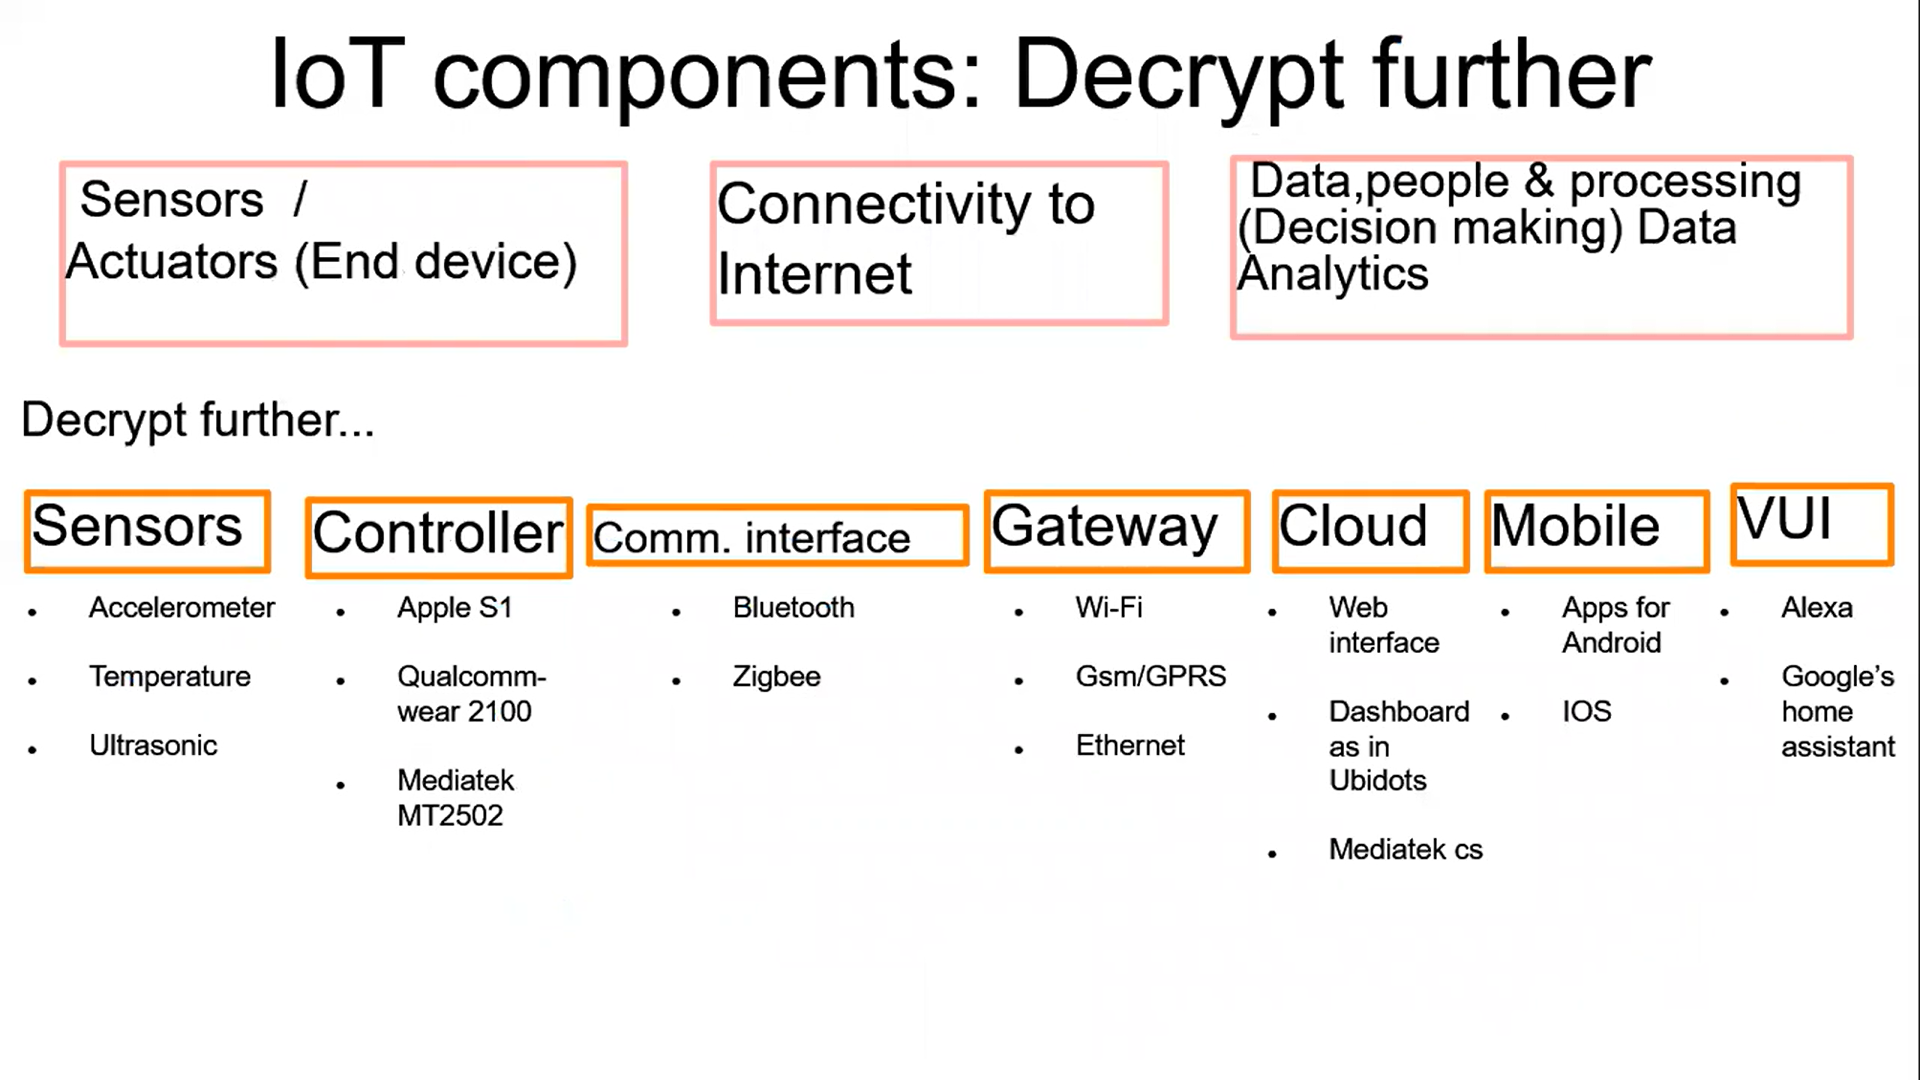 IoT components: Decrypt further
Sensors /
Actuators (End device)
Connectivity to
Internet
Data,people & processing
(Decision making) Data
Analytics
Decrypt further...
Sensors
• Accelerometer
• Temperature
• Ultrasonic
Controller
• Apple S1
• Qualcomm-
wear 2100
• Mediatek
MT2502
Comm. interface
• Bluetooth
• Zigbee
Gateway
• Wi-Fi
• Gsm/GPRS
• Ethernet
Cloud
• Web
interface
• Dashboard
as in
Ubidots
• Mediatek cs
Mobile
• Apps for
Android
• IOS
VUI
• Alexa
• Google’s
home
assistant